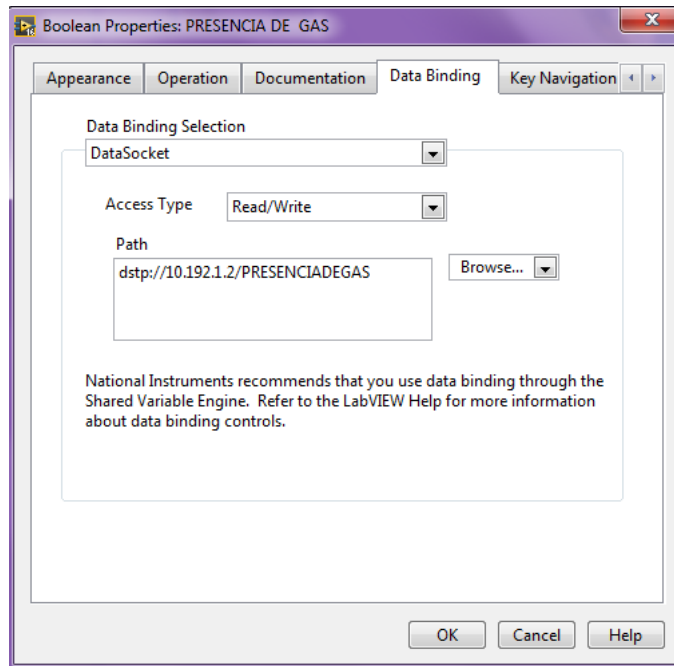 Boolean Properties: PRESENCIA DE  GAS
Appearance Operation Documentation Data Binding Key Navigation
Data Binding Selection
DataSocket
Access Type Read/Write
Path
dstp://10.192.1.2/PRESENCIADEGAS
Browse...
National Instruments recommends that you use data binding through the
Shared Variable Engine.  Refer to the LabVIEW Help for more information
about data binding controls.
OK Cancel Help